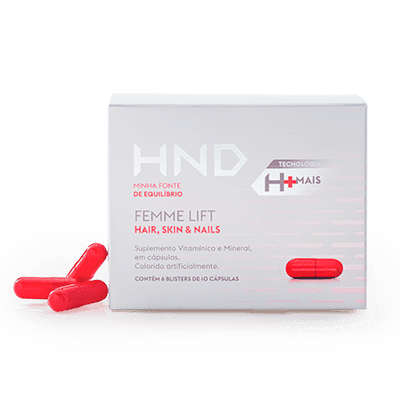 HND
TECNOLOGIA
H+MAIS
MINHA FONTE
DE EQUILÍBRIO
FEMME LIFT
HAIR, SKIN & NAILS
Suplemento Vitamínico e Mineral,
em cápsulas.
Colorido artificialmente.
CONTÉM 6 BLISTERS DE 10 CÁPSULAS